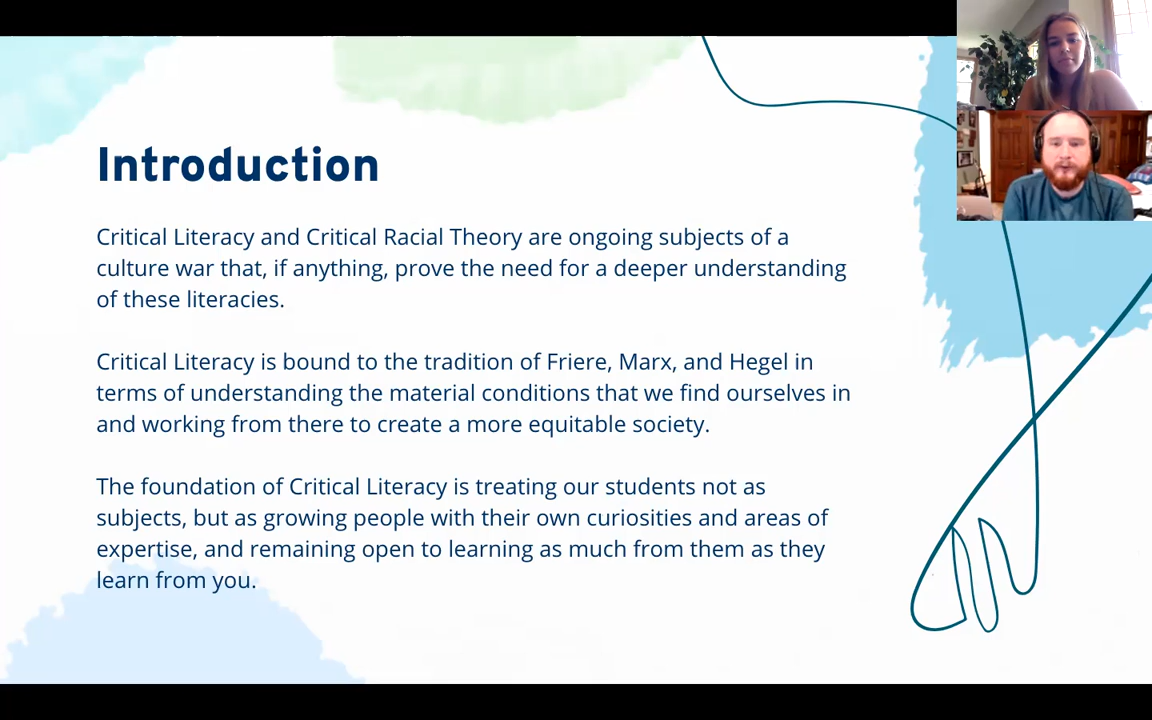 Introduction
Critical Literacy and Critical Racial Theory are ongoing subjects of a
culture war that, if anything, prove the need for a deeper understanding
of these literacies.
Critical Literacy is bound to the tradition of Friere, Marx, and Hegel in
terms of understanding the material conditions that we find ourselves in
and working from there to create a more equitable society.
The foundation of Critical Literacy is treating our students not as
subjects, but as growing people with their own curiosities and areas of
expertise, and remaining open to learning as much from them as they
learn from you.